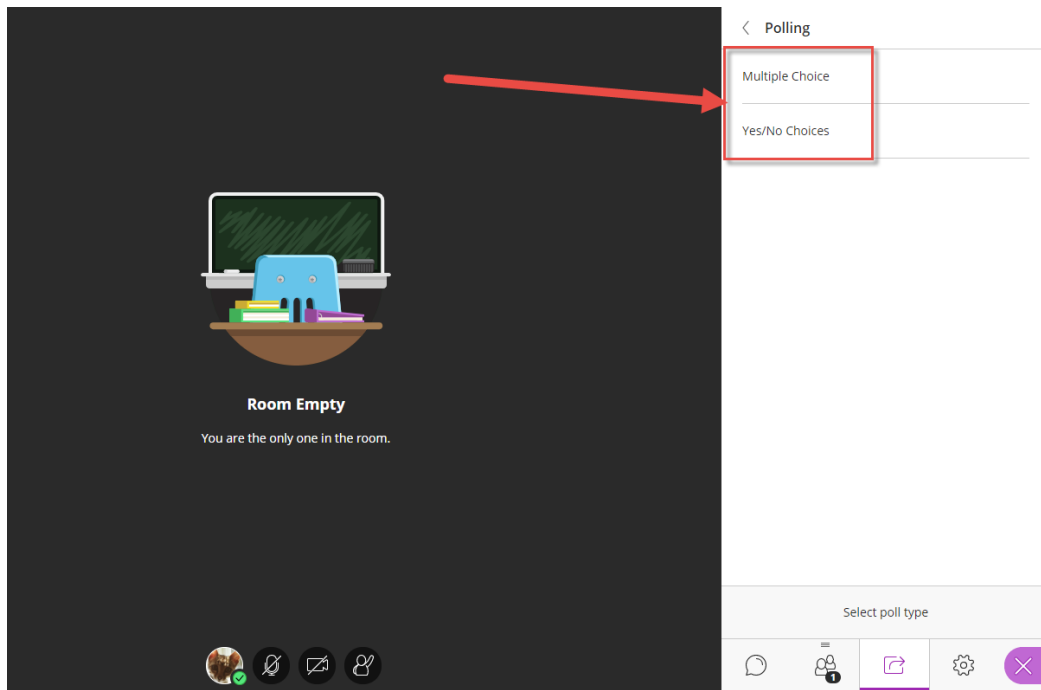 Polling
Multiple Choice
Yes/No Choices
Room Empty
You are the only one in the room.
Select poll type
1